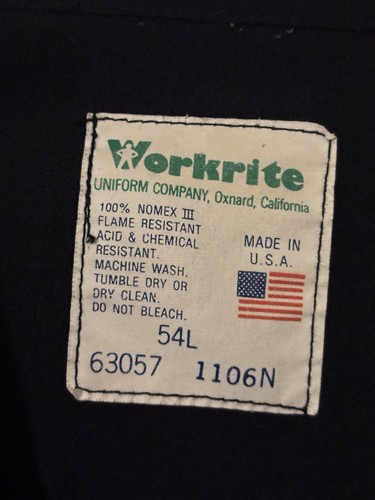 Workrite
UNIFORM COMPANY, Oxnard, California
100% NOMEX III
FLAME RESISTANT
ACID & CHEMICAL
RESISTANT.
MACHINE WASH,
TUMBLE DRY OR
DRY CLEAN.
DO NOT BLEACH.
MADE IN
U.S.A.
54L
63057 1106N